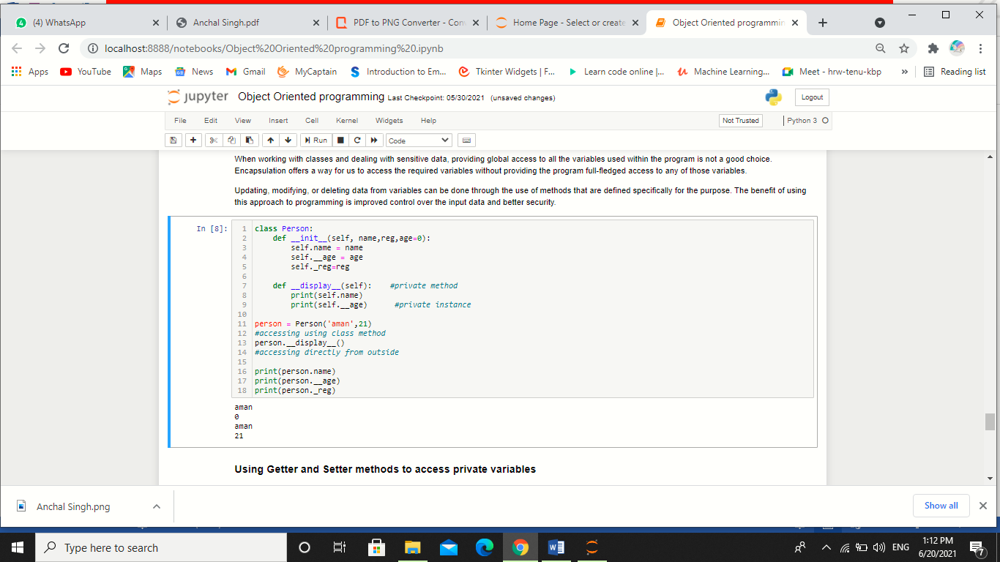 (4) WhatsApp
Anchal Singh.pdf
PDF to PNG Converter - Con
Home Page - Select or create
Object Oriented programmin
localhost:8888/notebooks/Object%20Oriented%20programming%20.ipynb
Apps YouTube Maps News Gmail MyCaptain Introduction to Em... Tkinter Widgets | F... Learn code online |... Machine Learning... Meet - hrw-tenu-kbp » Reading list
jupyter Object Oriented programming Last Checkpoint: 05/30/2021 (unsaved changes) Logout
File Edit View Insert Cell Kernel Widgets Help Not Trusted Python 3
Run Code
When working with classes and dealing with sensitive data, providing global access to all the variables used within the program is not a good choice.
Encapsulation offers a way for us to access the required variables without providing the program full-fledged access to any of those variables.
Updating, modifying, or deleting data from variables can be done through the use of methods that are defined specifically for the purpose. The benefit of using
this approach to programming is improved control over the input data and better security.
In [8]:
1 class Person:
2     def __init__(self, name,reg,age=0):
3         self.name = name
4         self.__age = age
5         self._reg=reg
6
7     def __display__(self):    #private method
8         print(self.name)
9         print(self.__age)      #private instance
10
11 person = Person('aman',21)
12 #accessing using class method
13 person.__display__()
14 #accessing directly from outside
15
16 print(person.name)
17 print(person.__age)
18 print(person._reg)
aman
0
aman
21
Using Getter and Setter methods to access private variables
Anchal Singh.png
Show all
Type here to search
ENG
1:12 PM
6/20/2021
7